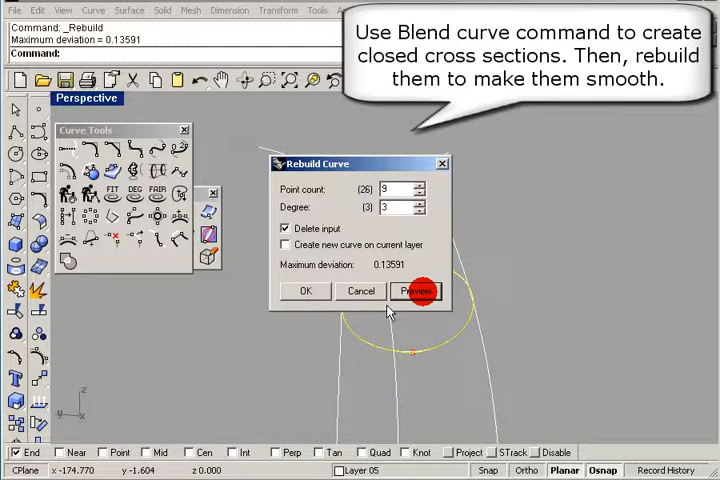 File Edit View Curve Surface Solid Mesh Dimension Transform Tools
Command: _Rebuild
Maximum deviation = 0.13591
Command:
Use Blend curve command to create
closed cross sections. Then, rebuild
them to make them smooth.
Perspective
Curve Tools
FIT DEG FAIR
Rebuild Curve
Point count: (26) 9
Degree: (3) 3
Delete input
Create new curve on current layer
Maximum deviation: 0.13591
OK Cancel Preview
z
y x
End Near Point Mid Cen Int Perp Tan Quad Knot Project STrack Disable
CPlane x -174.770 y -1.604 z 0.000 Layer 05 Snap Ortho Planar Osnap Record History